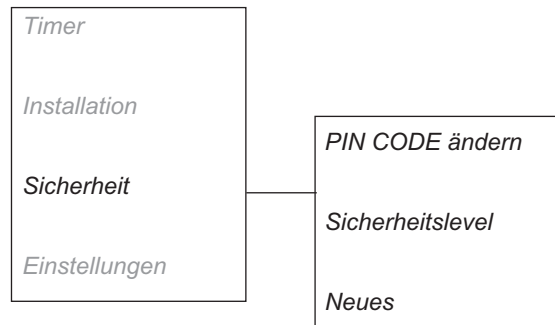 Timer
Installation
Sicherheit
Einstellungen
PIN CODE ändern
Sicherheitslevel
Neues